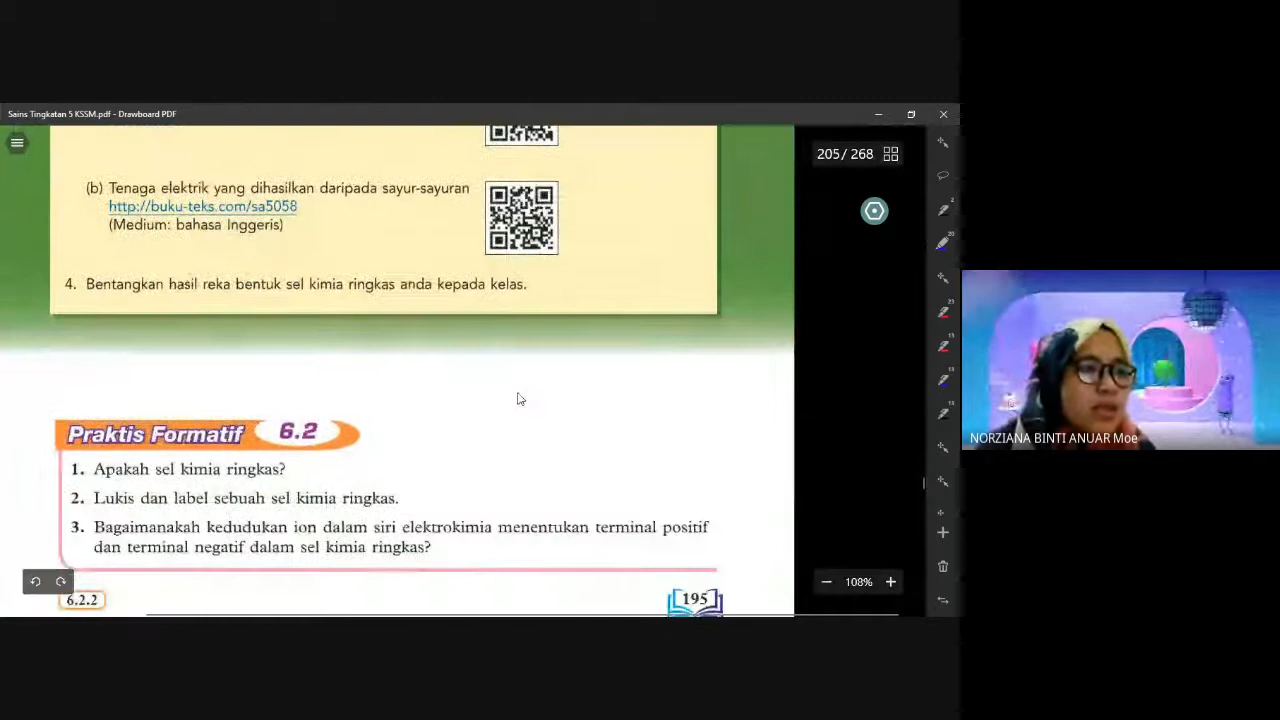 Sains Tingkatan 5 KSSM.pdf - Drawboard PDF
205/ 268
(b) Tenaga elektrik yang dihasilkan daripada sayur-sayuran
http://buku-teks.com/sa5058
(Medium: bahasa Inggeris)
4. Bentangkan hasil reka bentuk sel kimia ringkas anda kepada kelas.
Praktis Formatif 6.2
1. Apakah sel kimia ringkas?
2. Lukis dan label sebuah sel kimia ringkas.
3. Bagaimanakah kedudukan ion dalam siri elektrokimia menentukan terminal positif
dan terminal negatif dalam sel kimia ringkas?
6.2.2
195
108%
NORZIANA BINTI ANUAR Moe